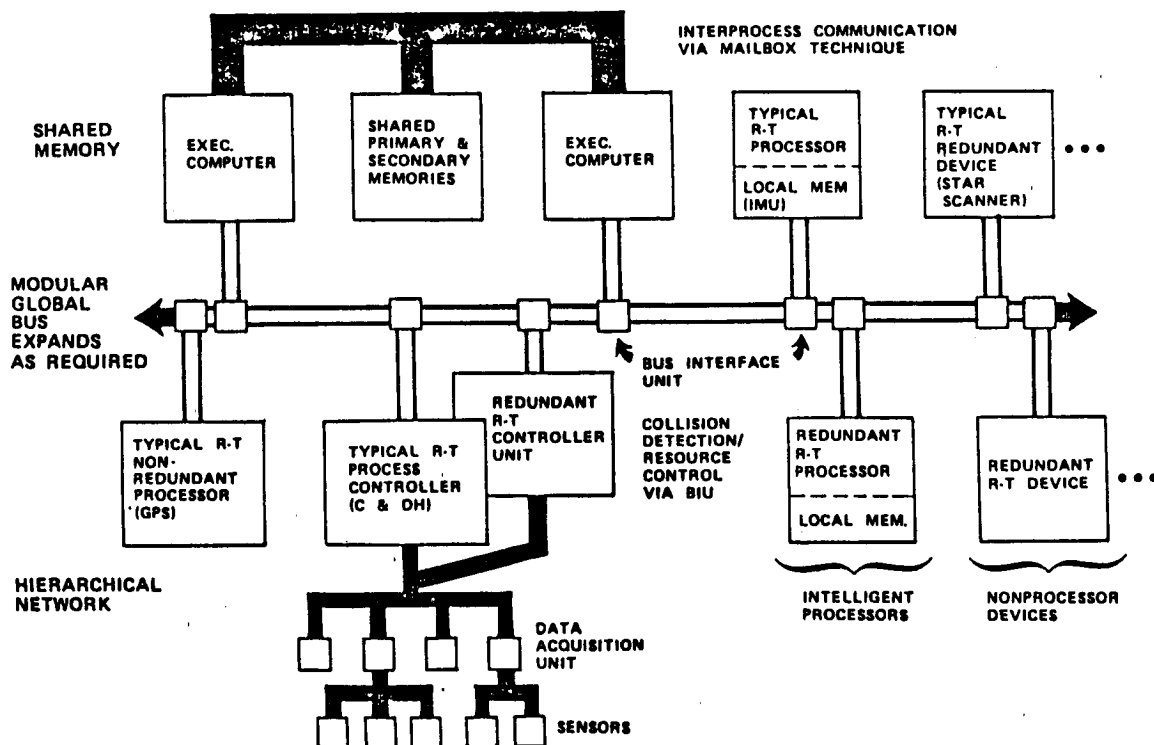 INTERPROCESS COMMUNICATION
VIA MAILBOX TECHNIQUE
SHARED
MEMORY
EXEC.
COMPUTER
SHARED
PRIMARY &
SECONDARY
MEMORIES
EXEC.
COMPUTER
TYPICAL
R-T
PROCESSOR
LOCAL MEM
(IMU)
TYPICAL
R-T
REDUNDANT
DEVICE
(STAR
SCANNER)
• • •
MODULAR
GLOBAL
BUS
EXPANDS
AS REQUIRED
BUS INTERFACE
UNIT
TYPICAL R-T
NON-
REDUNDANT
PROCESSOR
(GPS)
TYPICAL R-T
PROCESS
CONTROLLER
(C & DH)
REDUNDANT
R-T
CONTROLLER
UNIT
COLLISION
DETECTION/
RESOURCE
CONTROL
VIA BIU
REDUNDANT
R-T
PROCESSOR
LOCAL MEM.
REDUNDANT
R-T DEVICE
• • •
HIERARCHICAL
NETWORK
INTELLIGENT
PROCESSORS
NONPROCESSOR
DEVICES
DATA
ACQUISITION
UNIT
SENSORS